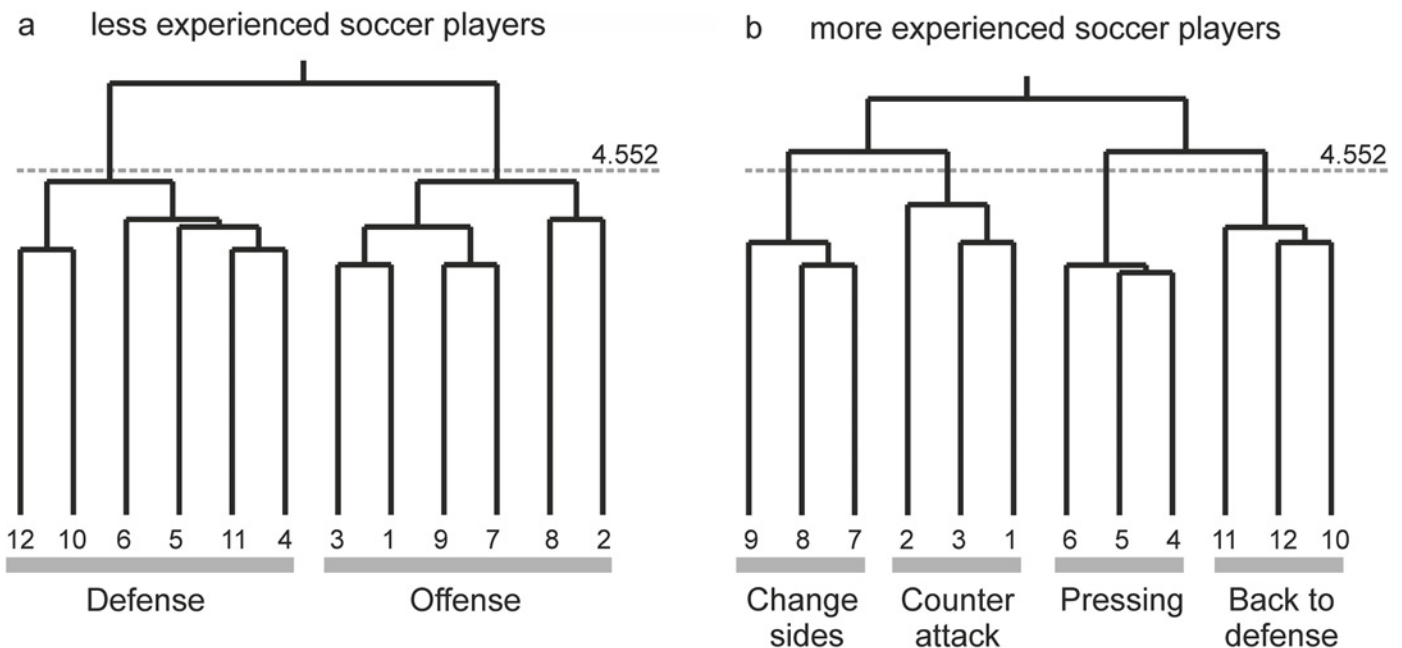 a less experienced soccer players
4.552
12 10 6 5 11 4 3 1 9 7 8 2
Defense Offense
b more experienced soccer players
4.552
9 8 7 2 3 1 6 5 4 11 12 10
Change sides
Counter attack
Pressing
Back to defense